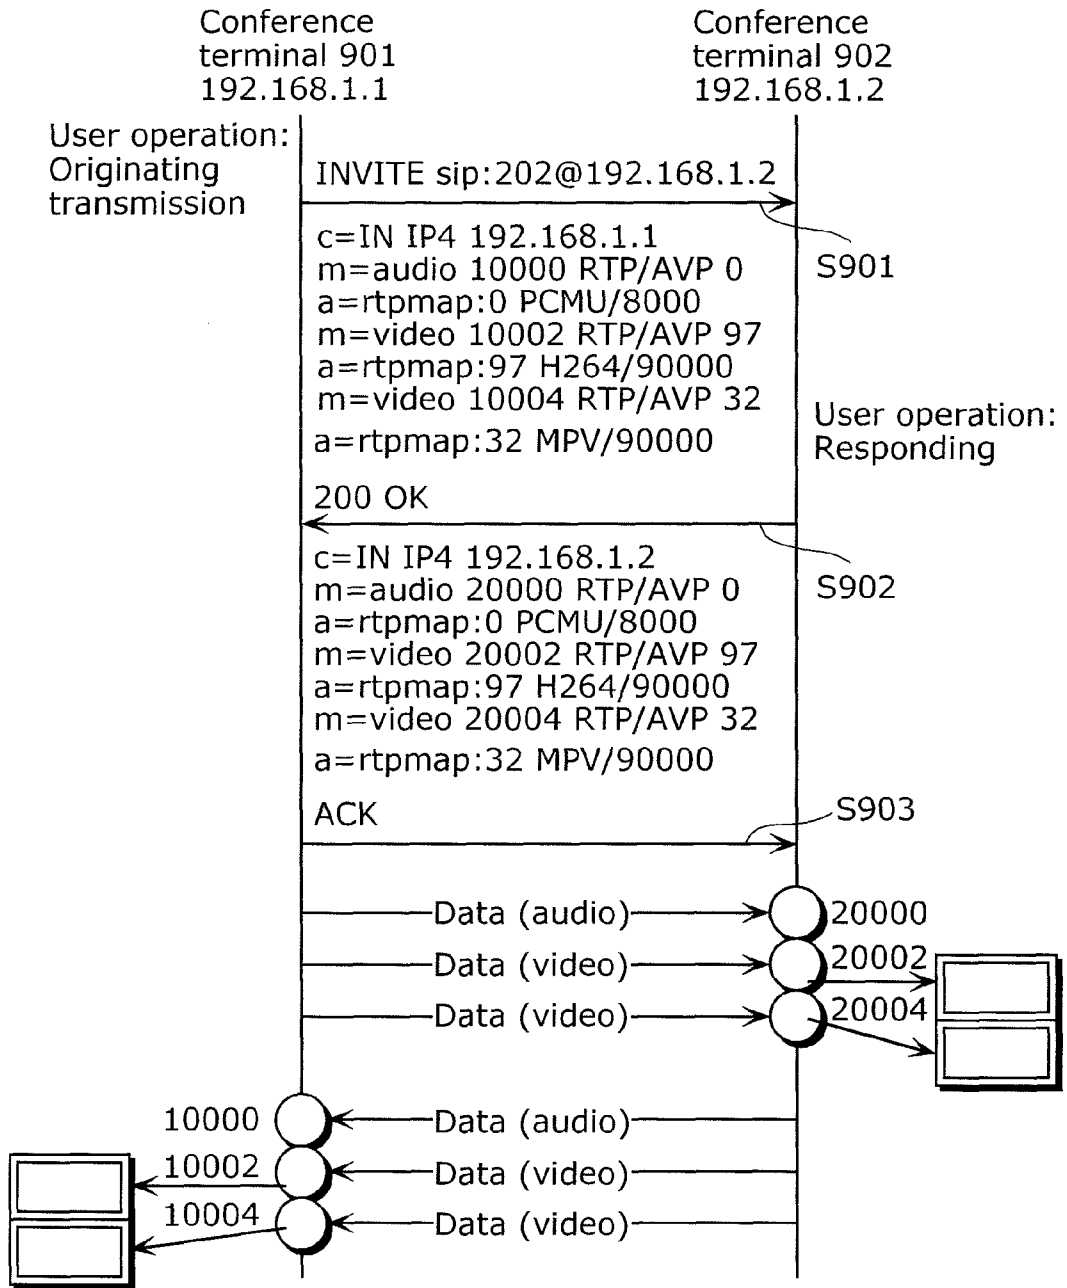 Conference
terminal 901
192.168.1.1
Conference
terminal 902
192.168.1.2
User operation:
Originating
transmission
INVITE sip:202@192.168.1.2
S901
c=IN IP4 192.168.1.1
m=audio 10000 RTP/AVP 0
a=rtpmap:0 PCMU/8000
m=video 10002 RTP/AVP 97
a=rtpmap:97 H264/90000
m=video 10004 RTP/AVP 32
a=rtpmap:32 MPV/90000
User operation:
Responding
200 OK
S902
c=IN IP4 192.168.1.2
m=audio 20000 RTP/AVP 0
a=rtpmap:0 PCMU/8000
m=video 20002 RTP/AVP 97
a=rtpmap:97 H264/90000
m=video 20004 RTP/AVP 32
a=rtpmap:32 MPV/90000
ACK
S903
Data (audio) 20000
Data (video) 20002
Data (video) 20004
10000 Data (audio)
10002 Data (video)
10004 Data (video)